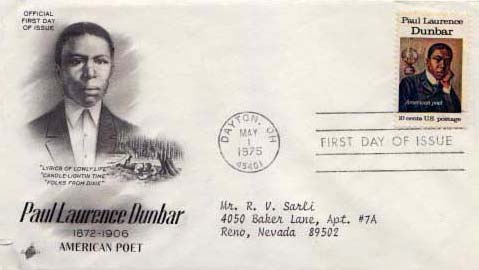 OFFICIAL
FIRST DAY
OF ISSUE
"LYRICS OF LOWLY LIFE"
"CANDLE-LIGHTIN' TIME"
"FOLKS FROM DIXIE"
Paul Laurence Dunbar
1872-1906
AMERICAN POET
DAYTON, OH
MAY
1
1975
45401
Paul Laurence
Dunbar
American poet
10 cents U.S. postage
FIRST DAY OF ISSUE
Mr. R. V. Sarli
4050 Baker Lane, Apt. #7A
Reno, Nevada 89502